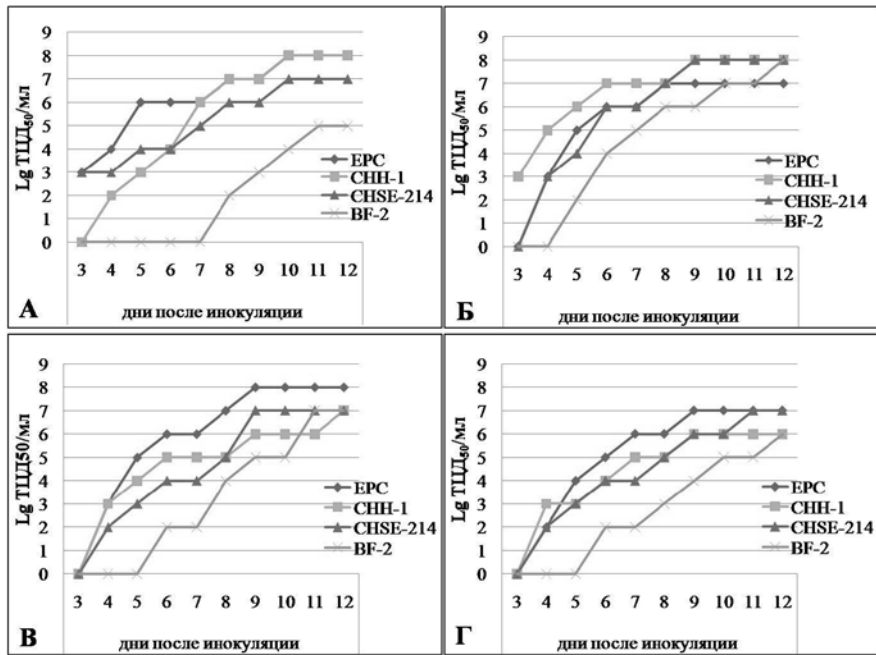 9
8
7
6
5
4
3
2
1
0
Lg ТЦД50/мл
EPC
CHH-1
CHSE-214
BF-2
3 4 5 6 7 8 9 10 11 12
А
дни после инокуляции
9
8
7
6
5
4
3
2
1
0
Lg ТЦД50/мл
EPC
CHH-1
CHSE-214
BF-2
3 4 5 6 7 8 9 10 11 12
дни после инокуляции
Б
9
8
7
6
5
4
3
2
1
0
Lg ТЦД50/мл
EPC
CHH-1
CHSE-214
BF-2
3 4 5 6 7 8 9 10 11 12
В
дни после инокуляции
9
8
7
6
5
4
3
2
1
0
Lg ТЦД50/мл
EPC
CHH-1
CHSE-214
BF-2
3 4 5 6 7 8 9 10 11 12
дни после инокуляции
Г